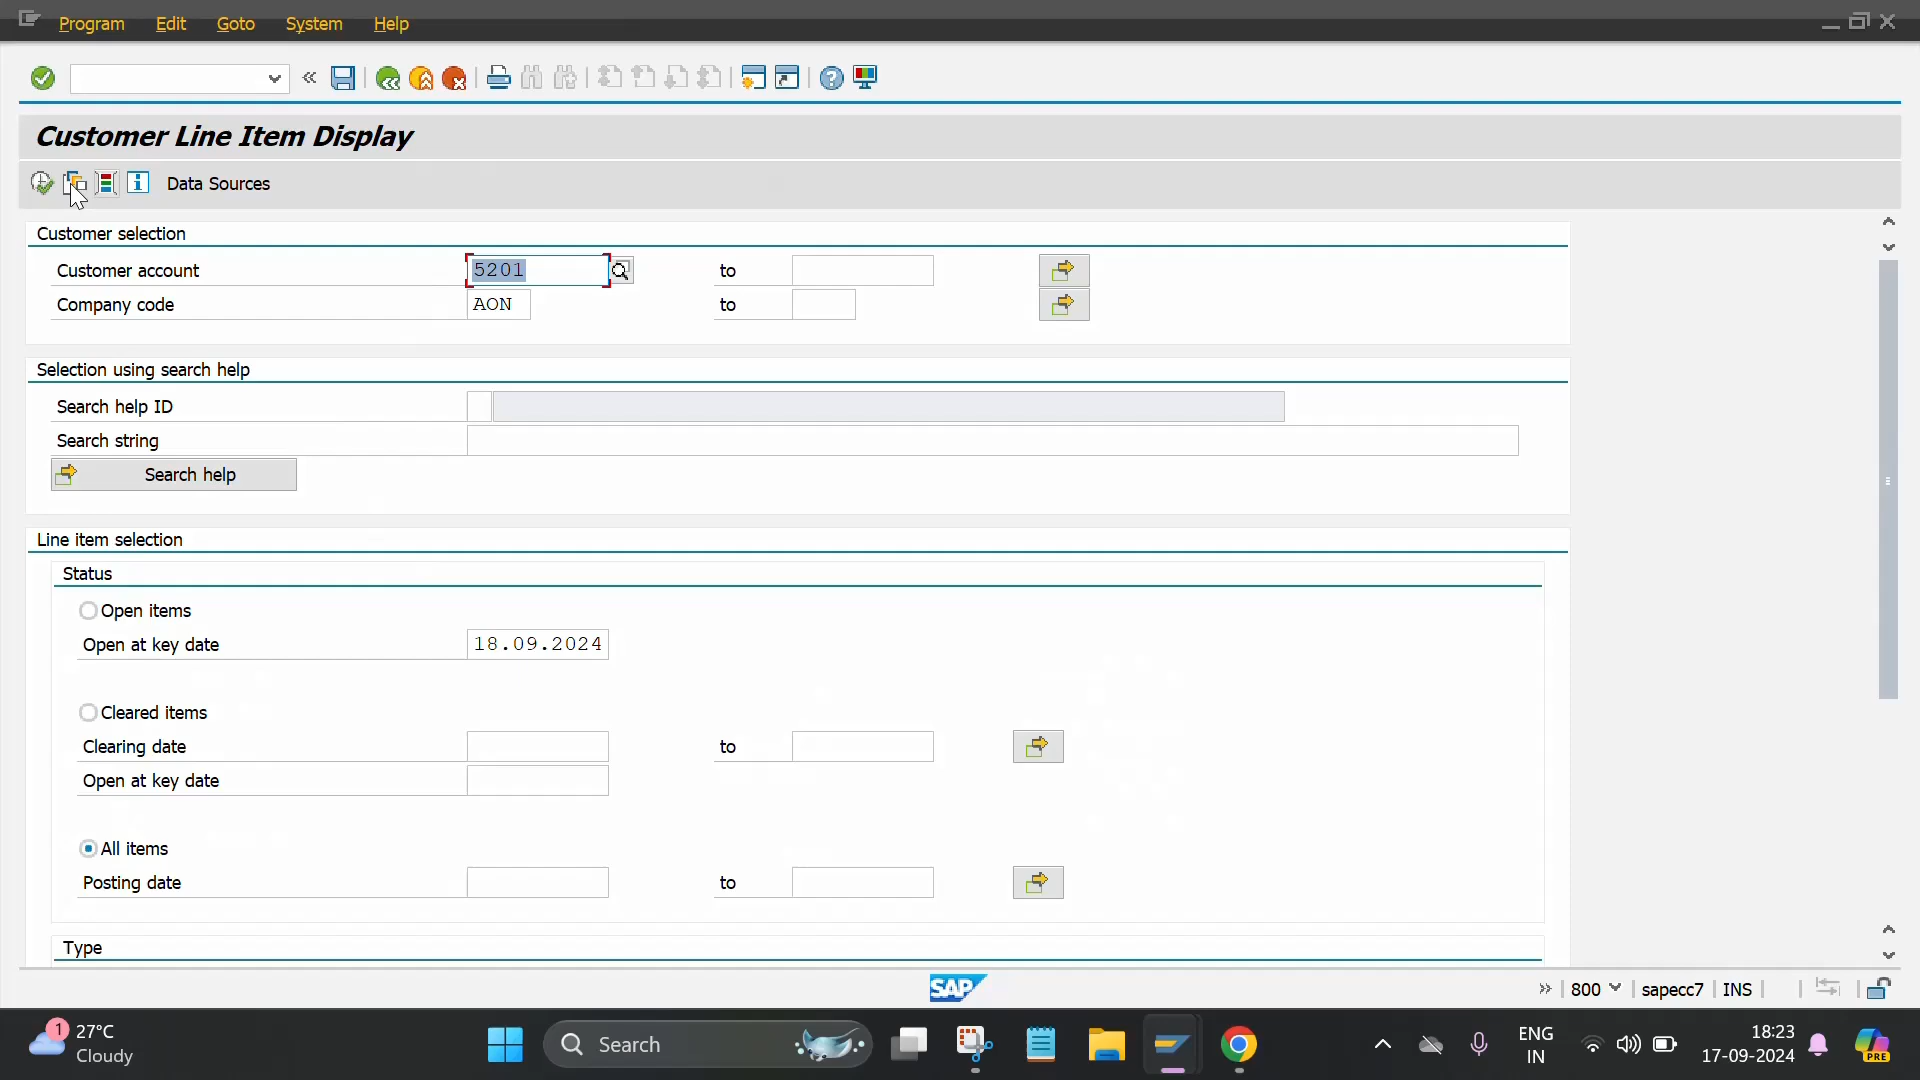 Program Edit Goto System Help
Customer Line Item Display
Data Sources
Customer selection
Customer account 5201 to
Company code AON to
Selection using search help
Search help ID
Search string
Search help
Line item selection
Status
Open items
Open at key date 18.09.2024
Cleared items
Clearing date to
Open at key date
All items
Posting date to
Type
SAP
800 sapecc7 INS
1 27°C
Cloudy
Search
ENG
IN
18:23
17-09-2024
PRE